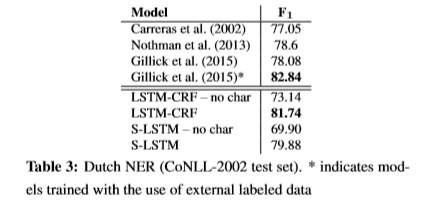 Model F₁
Carreras et al. (2002) 77.05
Nothman et al. (2013) 78.6
Gillick et al. (2015) 78.08
Gillick et al. (2015)* 82.84
LSTM-CRF – no char 73.14
LSTM-CRF 81.74
S-LSTM – no char 69.90
S-LSTM 79.88
Table 3: Dutch NER (CoNLL-2002 test set). * indicates mod-
els trained with the use of external labeled data